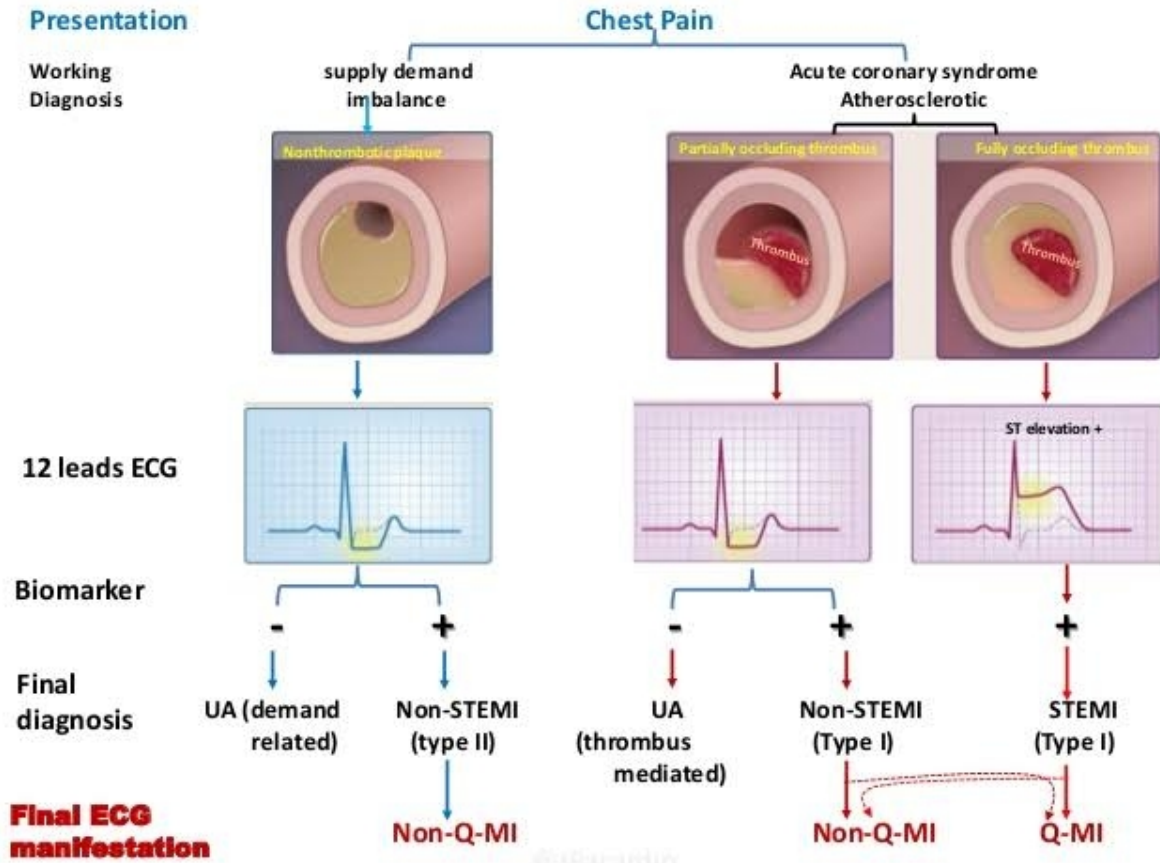 Presentation
Chest Pain
Working
Diagnosis
supply demand
imbalance
Acute coronary syndrome
Atherosclerotic
Nonthrombotic plaque
Partially occluding thrombus
Fully occluding thrombus
Thrombus
Thrombus
12 leads ECG
ST elevation +
Biomarker
- + - + +
Final
diagnosis
UA (demand
related)
Non-STEMI
(type II)
UA
(thrombus
mediated)
Non-STEMI
(Type I)
STEMI
(Type I)
Final ECG
manifestation
Non-Q-MI
Non-Q-MI
Q-MI